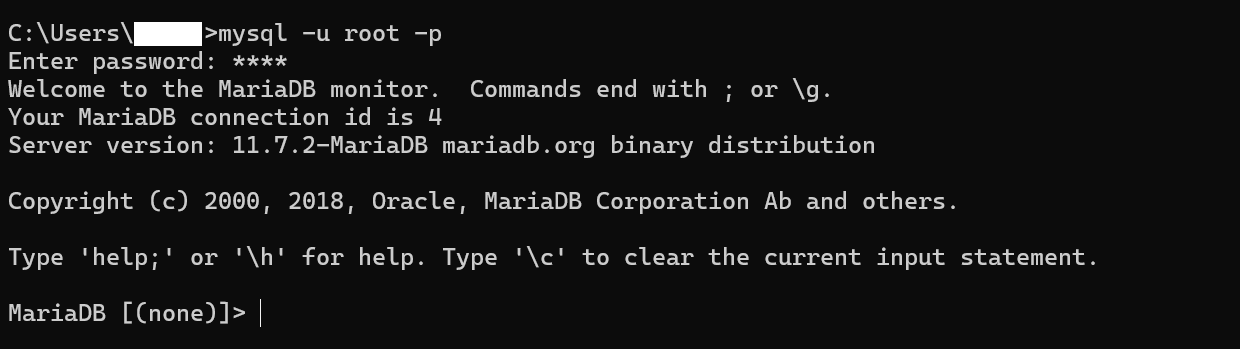 C:\Users\ >mysql -u root -p
Enter password: ****
Welcome to the MariaDB monitor.  Commands end with ; or \g.
Your MariaDB connection id is 4
Server version: 11.7.2-MariaDB mariadb.org binary distribution
Copyright (c) 2000, 2018, Oracle, MariaDB Corporation Ab and others.
Type 'help;' or '\h' for help. Type '\c' to clear the current input statement.
MariaDB [(none)]>